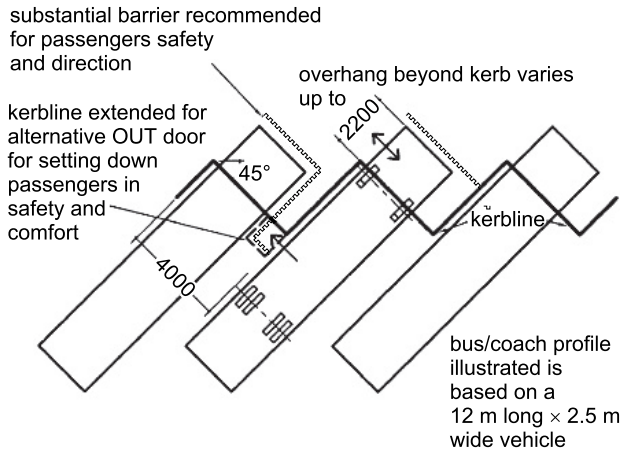 substantial barrier recommended
for passengers safety
and direction
overhang beyond kerb varies
up to
2200
kerbline extended for
alternative OUT door
for setting down
passengers in
safety and
comfort
45°
kerbline
4000
bus/coach profile
illustrated is
based on a
12 m long × 2.5 m
wide vehicle